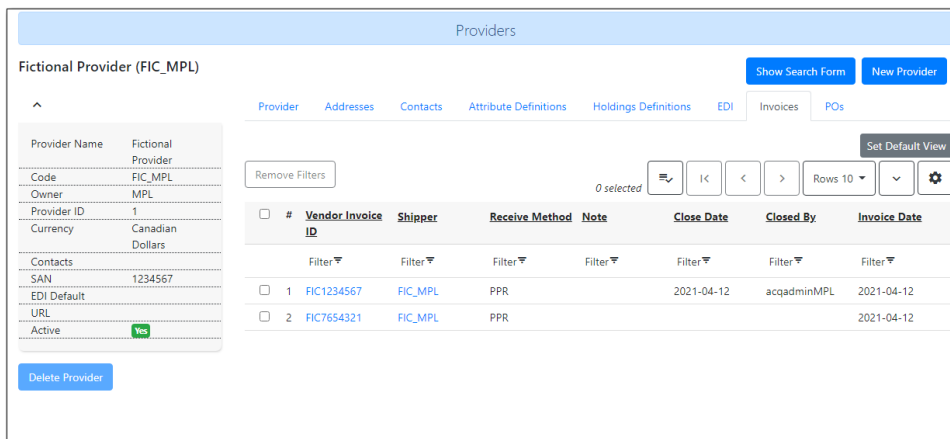 Providers
Fictional Provider (FIC_MPL)
Show Search Form New Provider
Provider Addresses Contacts Attribute Definitions Holdings Definitions EDI Invoices POs
Provider Name Fictional
Provider
Code FIC_MPL
Owner MPL
Provider ID 1
Currency Canadian
Dollars
Contacts
SAN 1234567
EDI Default
URL
Active Yes
Delete Provider
Set Default View
Remove Filters 0 selected Rows 10
# Vendor Invoice Shipper Receive Method Note Close Date Closed By Invoice Date
ID
Filter Filter Filter Filter Filter Filter Filter
1 FIC1234567 FIC_MPL PPR 2021-04-12 acqadminMPL 2021-04-12
2 FIC7654321 FIC_MPL PPR 2021-04-12